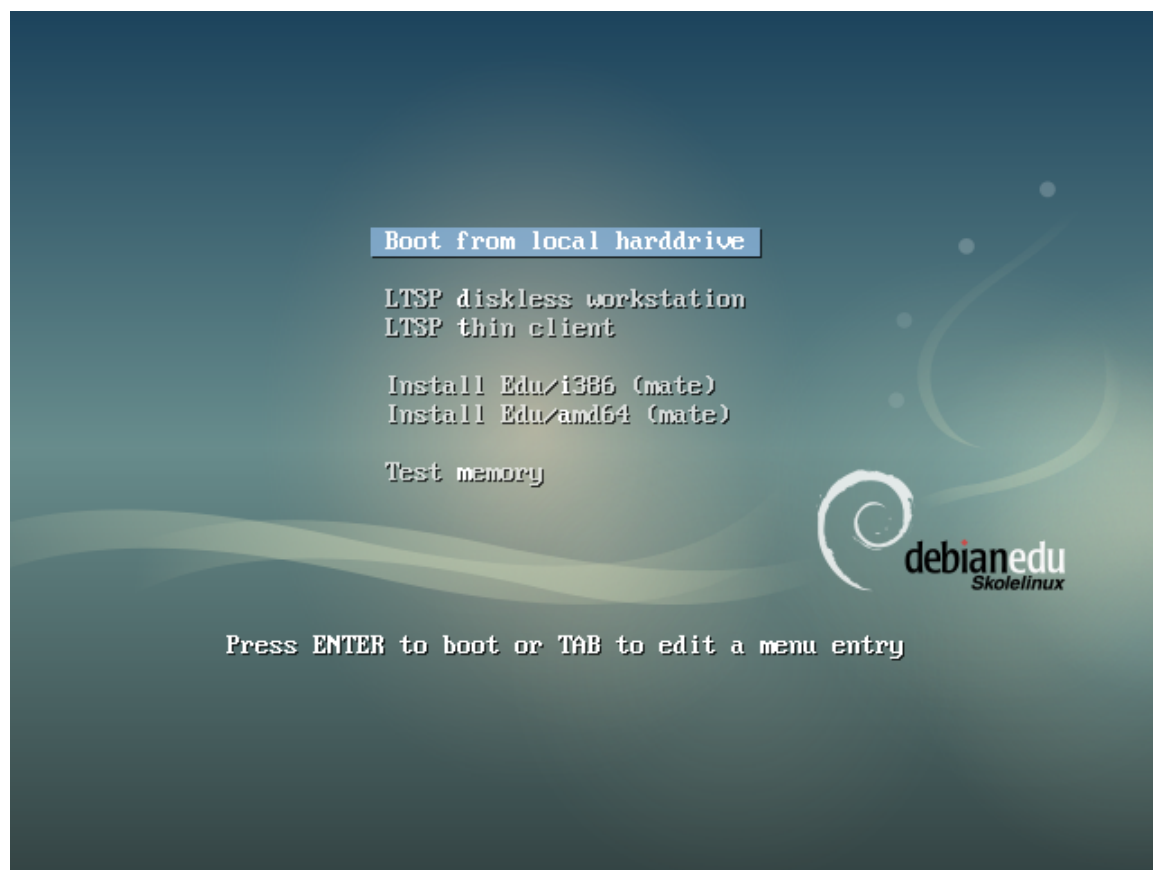 Boot from local harddrive
LTSP diskless workstation
LTSP thin client
Install Edu/i386 (mate)
Install Edu/amd64 (mate)
Test memory
debianedu
Skolelinux
Press ENTER to boot or TAB to edit a menu entry